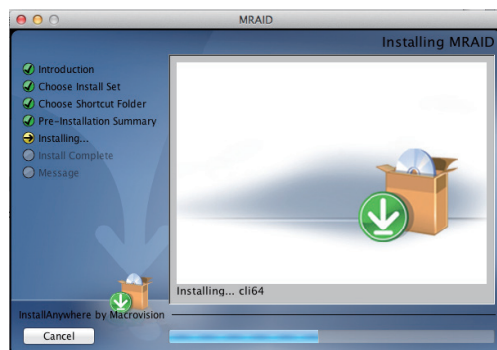 MRAID
Installing MRAID
Introduction
Choose Install Set
Choose Shortcut Folder
Pre-Installation Summary
Installing...
Install Complete
Message
Installing... cli64
InstallAnywhere by Macrovision
Cancel